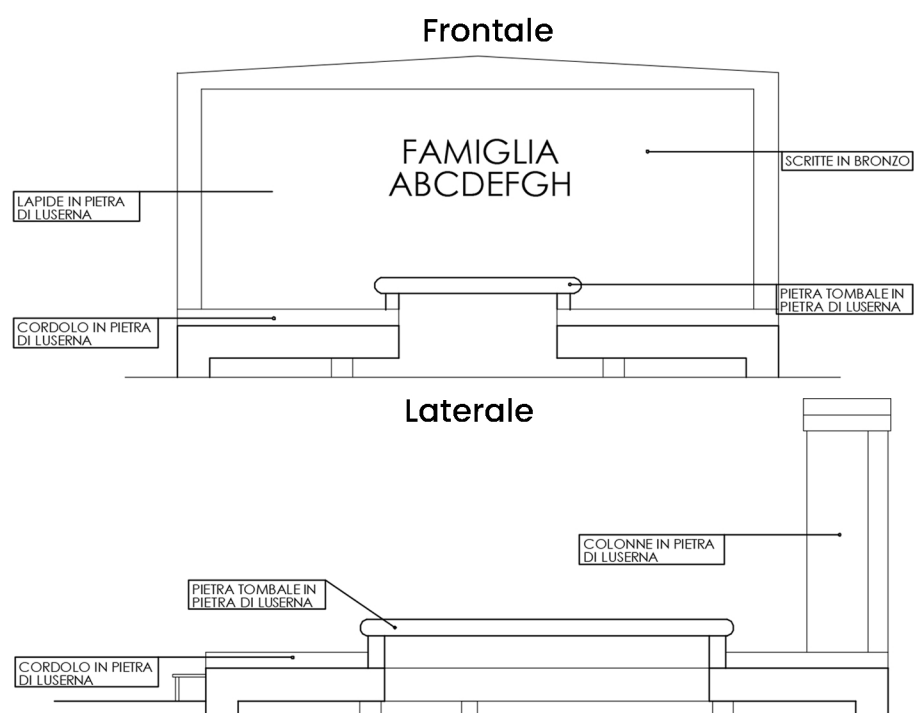 Frontale
FAMIGLIA
ABCDEFGH
SCRITTE IN BRONZO
LAPIDE IN PIETRA
DI LUSERNA
PIETRA TOMBALE IN
PIETRA DI LUSERNA
CORDOLO IN PIETRA
DI LUSERNA
Laterale
COLONNE IN PIETRA
DI LUSERNA
PIETRA TOMBALE IN
PIETRA DI LUSERNA
CORDOLO IN PIETRA
DI LUSERNA